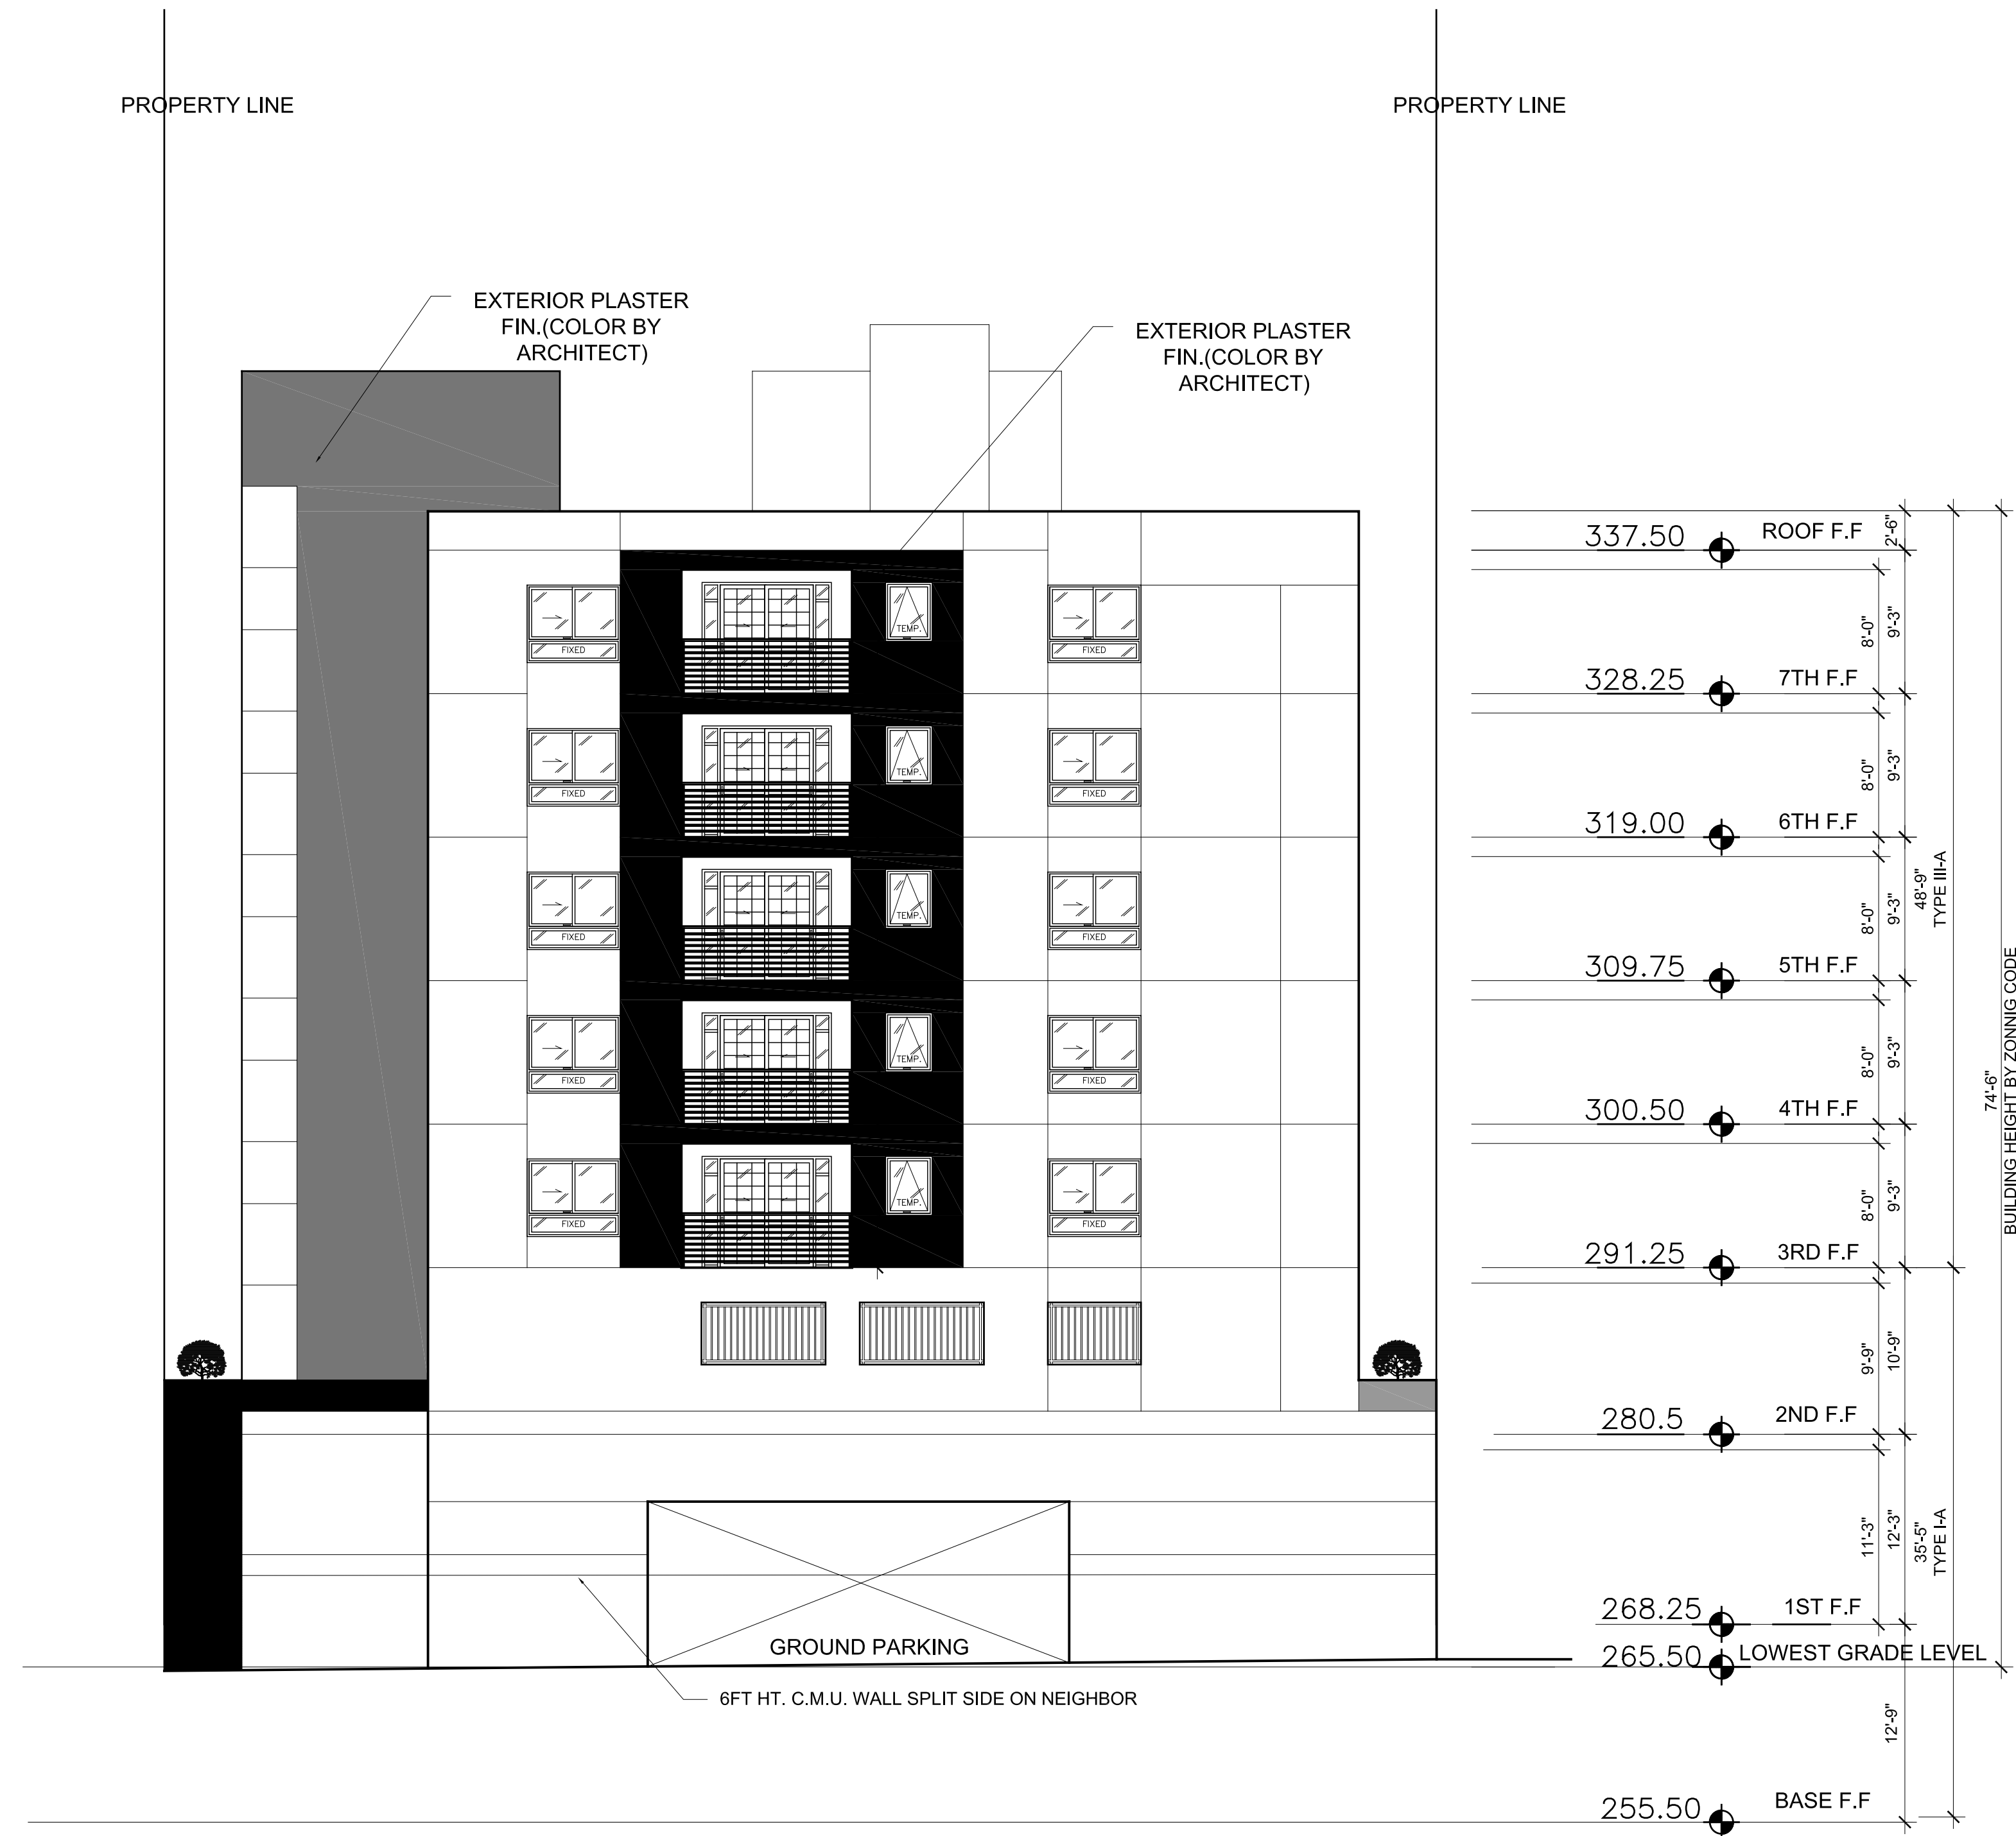 PROPERTY LINE
PROPERTY LINE
EXTERIOR PLASTER
FIN.(COLOR BY
ARCHITECT)
EXTERIOR PLASTER
FIN.(COLOR BY
ARCHITECT)
337.50 ROOF F.F
2'-6"
TEMP.
FIXED
FIXED
8'-0"
9'-3"
328.25 7TH F.F
TEMP.
FIXED
FIXED
8'-0"
9'-3"
319.00 6TH F.F
TEMP.
FIXED
FIXED
8'-0"
9'-3"
48'-9"
TYPE III-A
309.75 5TH F.F
TEMP.
FIXED
FIXED
8'-0"
9'-3"
74'-6"
BUILDING HEIGHT BY ZONNIG CODE
300.50 4TH F.F
TEMP.
FIXED
FIXED
8'-0"
9'-3"
291.25 3RD F.F
9'-9"
10'-9"
280.5 2ND F.F
11'-3"
12'-3"
35'-5"
TYPE I-A
268.25 1ST F.F
GROUND PARKING
265.50 LOWEST GRADE LEVEL
6FT HT. C.M.U. WALL SPLIT SIDE ON NEIGHBOR
12'-9"
255.50 BASE F.F